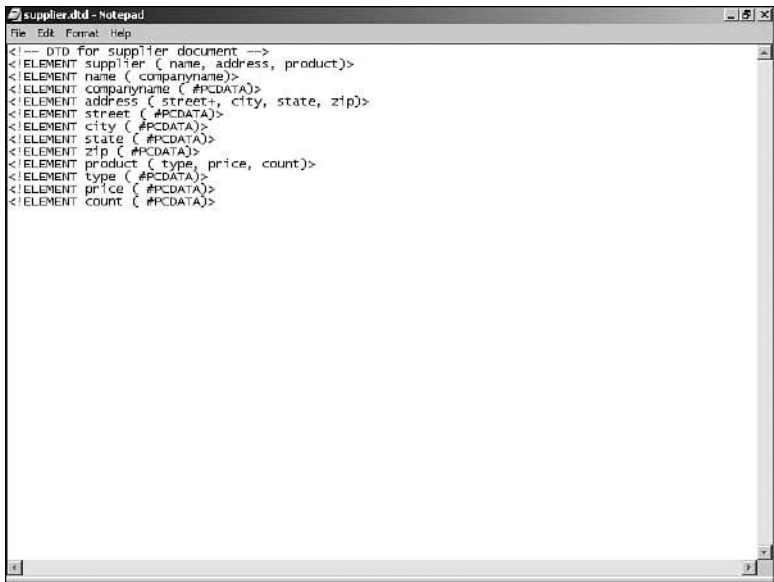 supplier.dtd - Notepad
File Edit Format Help
<!-- DTD for supplier document -->
<!ELEMENT supplier ( name, address, product)>
<!ELEMENT name ( companyname)>
<!ELEMENT companyname ( #PCDATA)>
<!ELEMENT address ( street+, city, state, zip)>
<!ELEMENT street ( #PCDATA)>
<!ELEMENT city ( #PCDATA)>
<!ELEMENT state ( #PCDATA)>
<!ELEMENT zip ( #PCDATA)>
<!ELEMENT product ( type, price, count)>
<!ELEMENT type ( #PCDATA)>
<!ELEMENT price ( #PCDATA)>
<!ELEMENT count ( #PCDATA)>